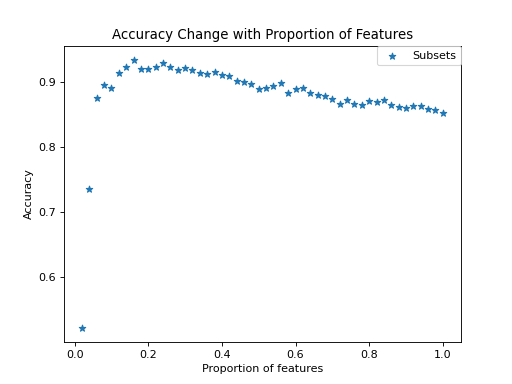 Accuracy Change with Proportion of Features
Subsets
0.9
0.8
0.7
0.6
Accuracy
0.0 0.2 0.4 0.6 0.8 1.0
Proportion of features